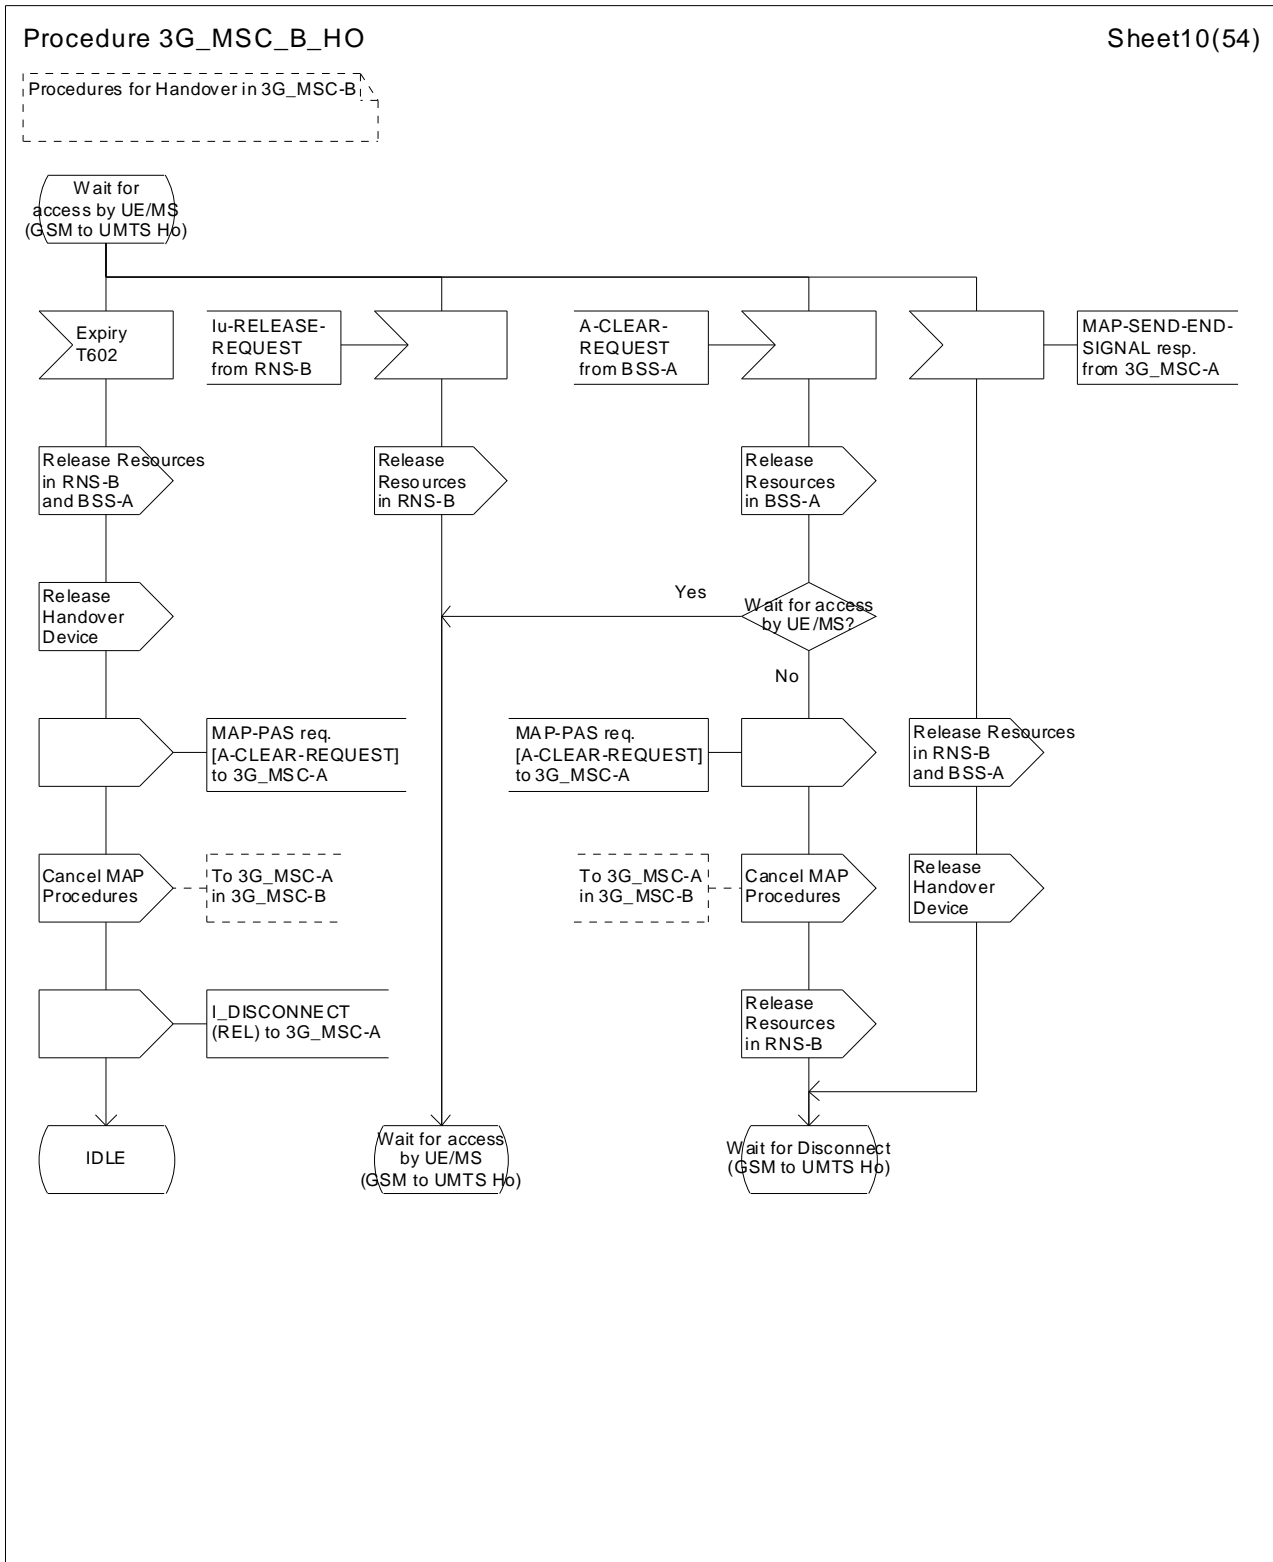 Procedure 3G_MSC_B_HO
Sheet10(54)
Procedures for Handover in 3G_MSC-B
Wait for
access by UE/MS
(GSM to UMTS Ho)
Expiry
T602
Iu-RELEASE-
REQUEST
from RNS-B
A-CLEAR-
REQUEST
from BSS-A
MAP-SEND-END-
SIGNAL resp.
from 3G_MSC-A
Release Resources
in RNS-B
and BSS-A
Release
Resources
in RNS-B
Release
Resources
in BSS-A
Release
Handover
Device
Yes
Wait for access
by UE/MS?
No
MAP-PAS req.
[A-CLEAR-REQUEST]
to 3G_MSC-A
MAP-PAS req.
[A-CLEAR-REQUEST]
to 3G_MSC-A
Release Resources
in RNS-B
and BSS-A
Cancel MAP
Procedures
To 3G_MSC-A
in 3G_MSC-B
To 3G_MSC-A
in 3G_MSC-B
Cancel MAP
Procedures
Release
Handover
Device
I_DISCONNECT
(REL) to 3G_MSC-A
Release
Resources
in RNS-B
IDLE
Wait for access
by UE/MS
(GSM to UMTS Ho)
Wait for Disconnect
(GSM to UMTS Ho)